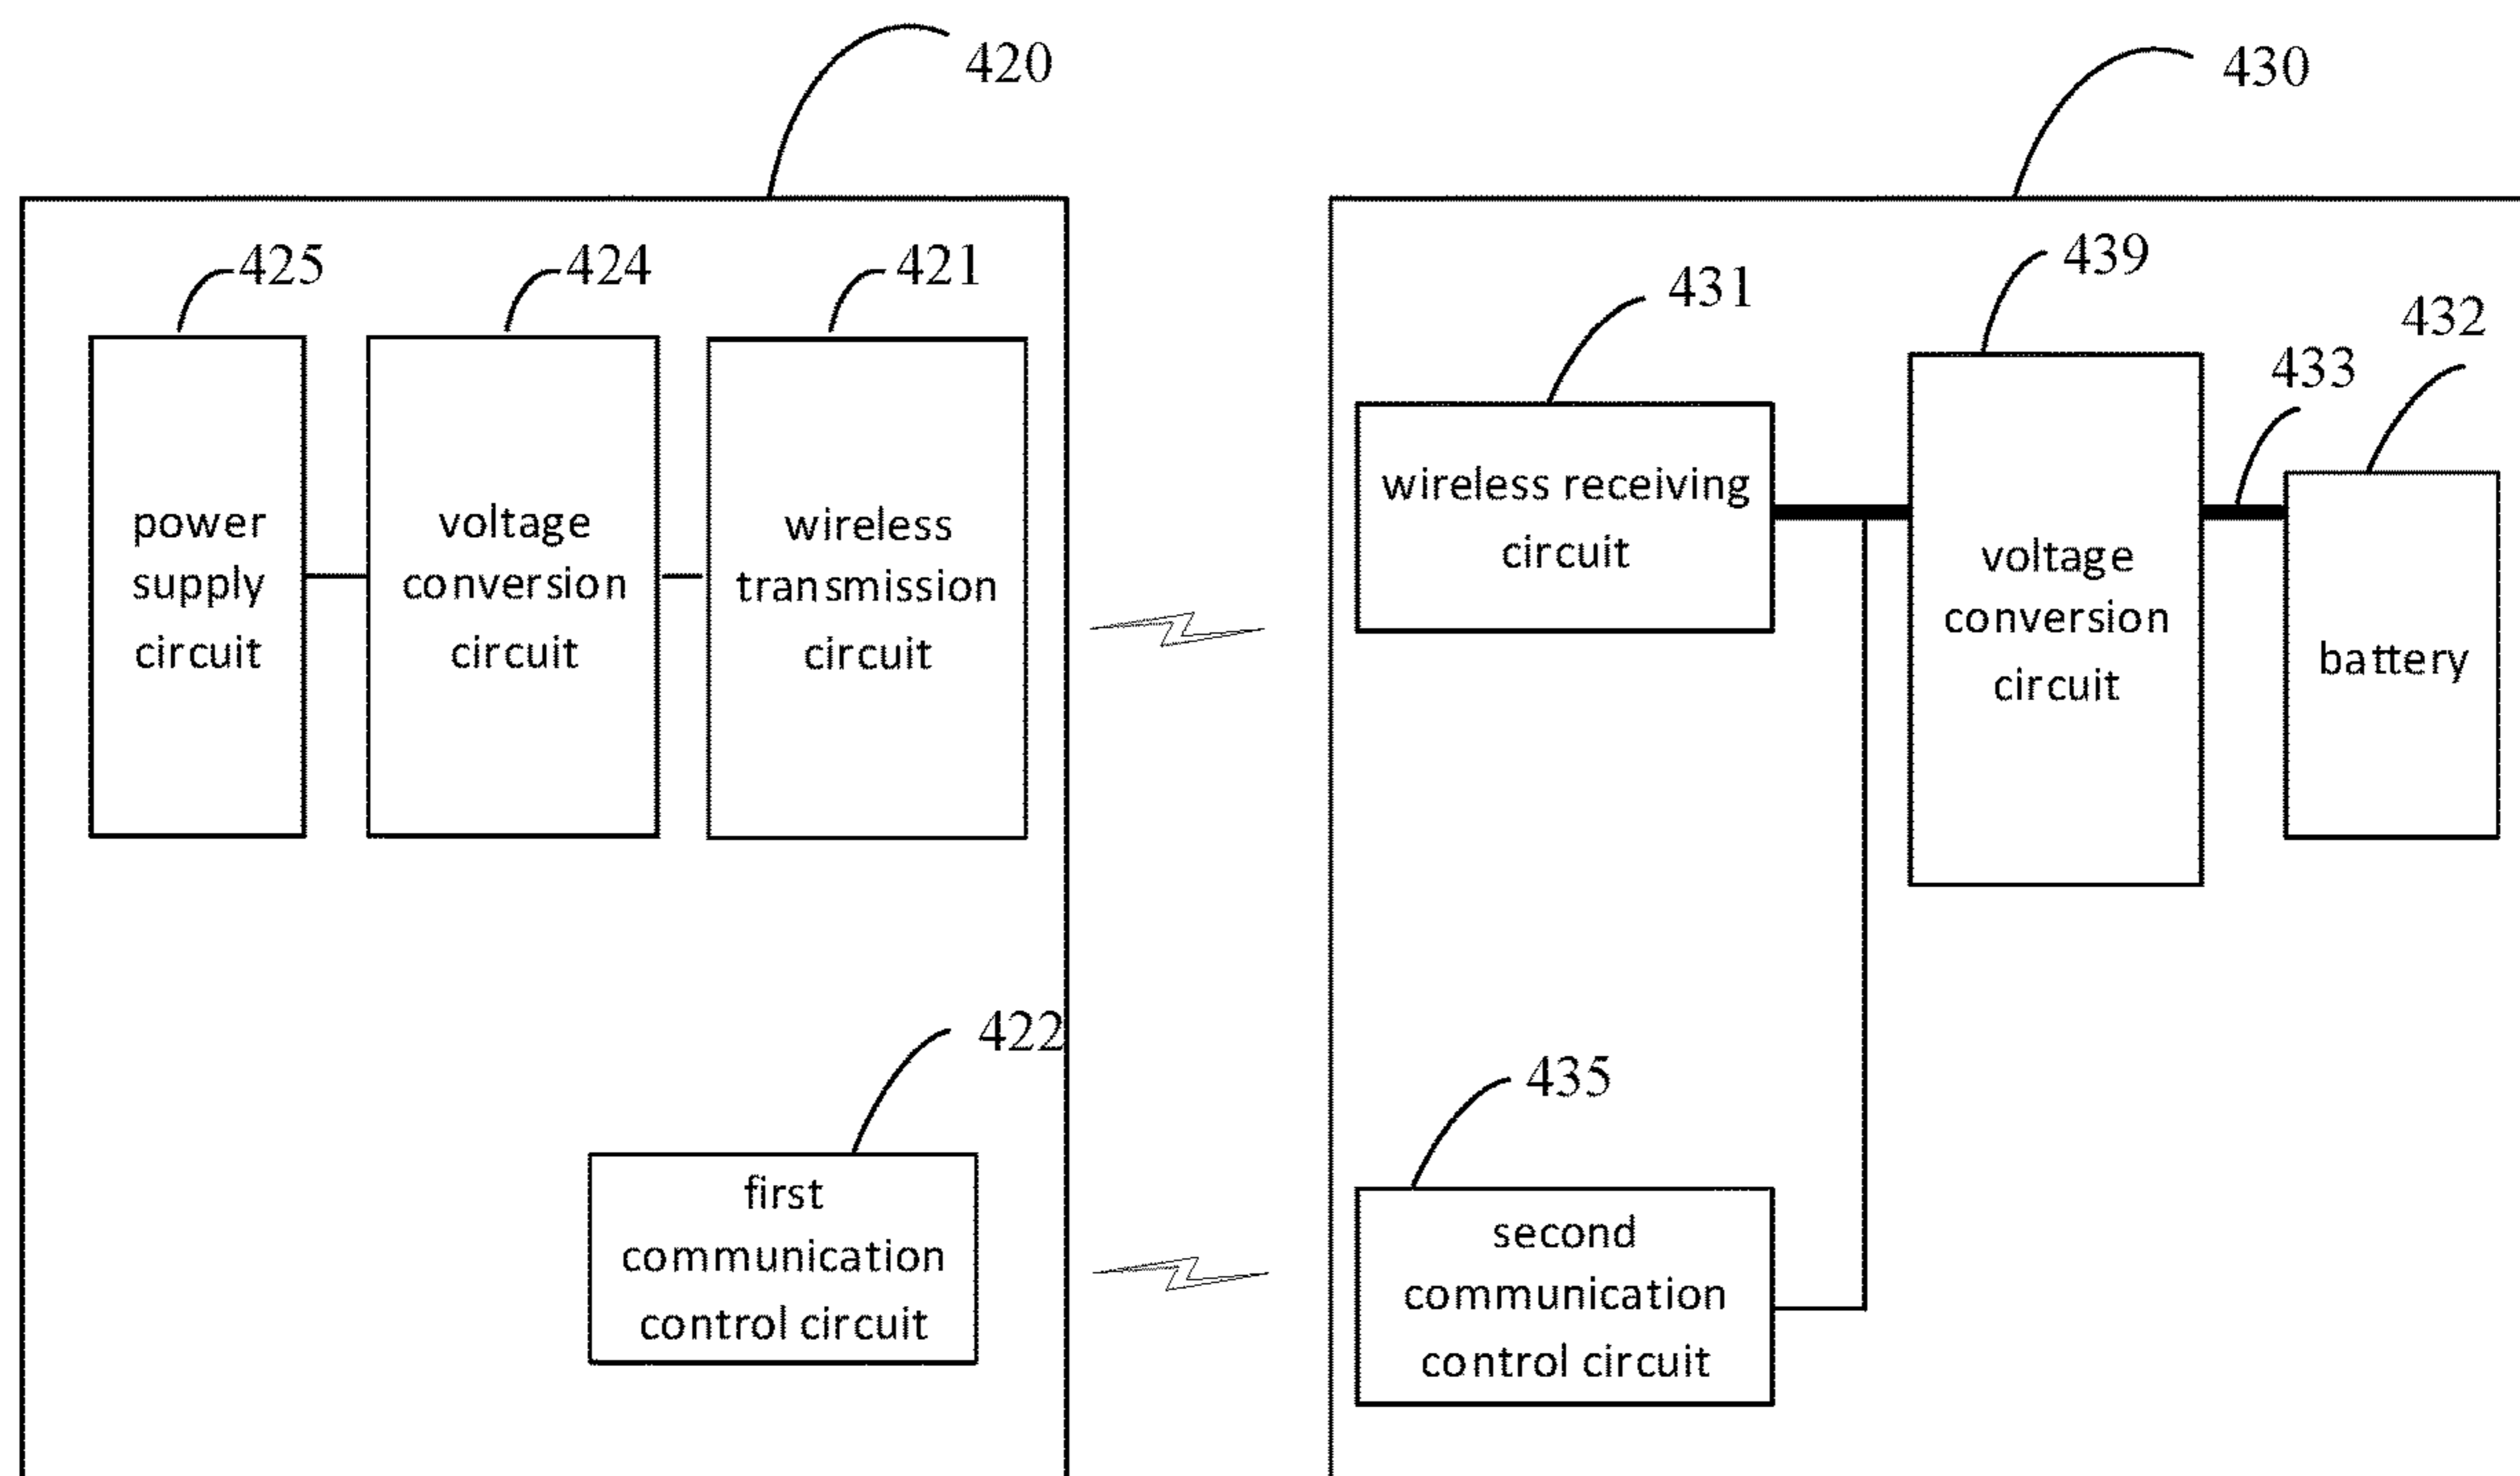 420
430
425
424
421
431
439
432
433
power
supply
circuit
voltage
conversion
circuit
wireless
transmission
circuit
wireless receiving
circuit
voltage
conversion
circuit
battery
422
435
first
communication
control circuit
second
communication
control circuit